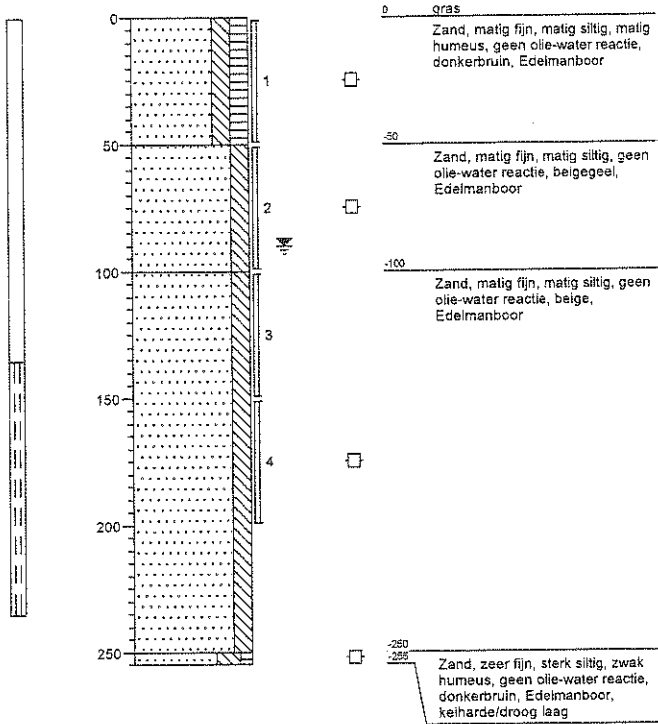 0
50
100
150
200
250
1
2
3
4
0 gras
Zand, matig fijn, matig siltig, matig
humeus, geen olie-water reactie,
donkerbruin, Edelmanboor
-50
Zand, matig fijn, matig siltig, geen
olie-water reactie, beigegeel,
Edelmanboor
-100
Zand, matig fijn, matig siltig, geen
olie-water reactie, beige,
Edelmanboor
-250
-255
Zand, zeer fijn, sterk siltig, zwak
humeus, geen olie-water reactie,
donkerbruin, Edelmanboor,
keiharde/droog laag